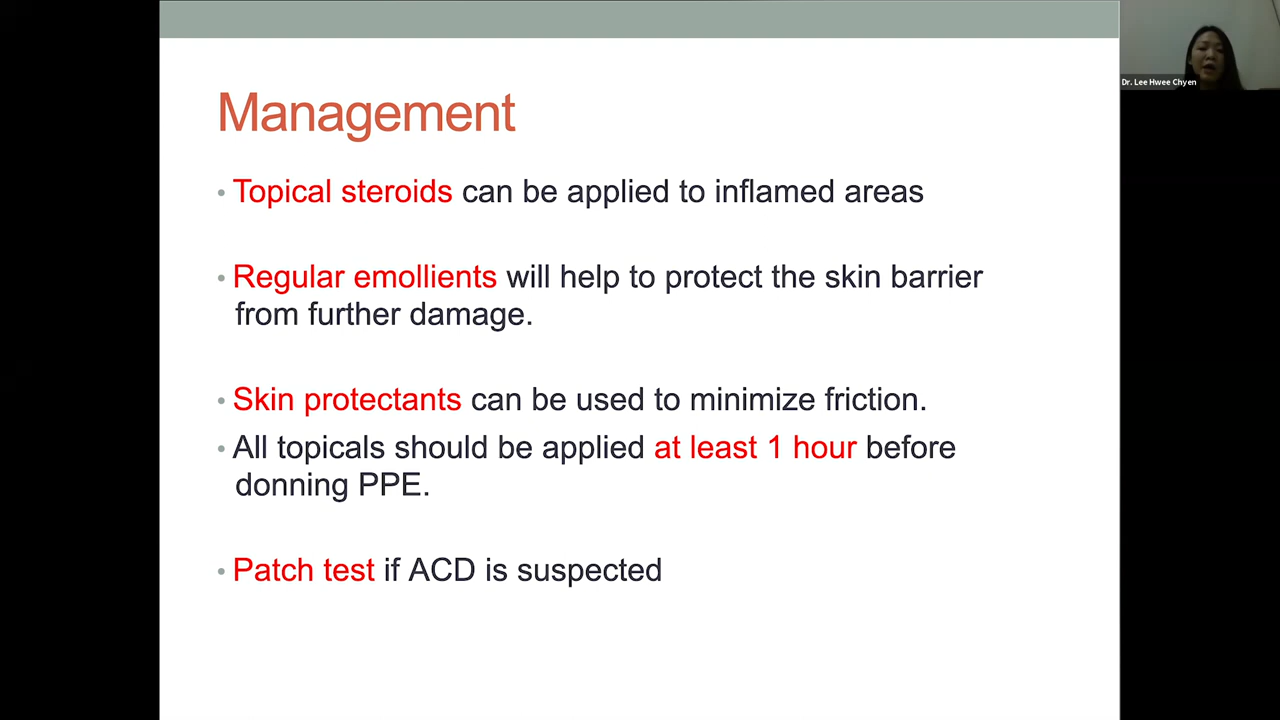 Dr. Lee Hwee Chyen
Management
• Topical steroids can be applied to inflamed areas
• Regular emollients will help to protect the skin barrier
from further damage.
• Skin protectants can be used to minimize friction.
• All topicals should be applied at least 1 hour before
donning PPE.
• Patch test if ACD is suspected